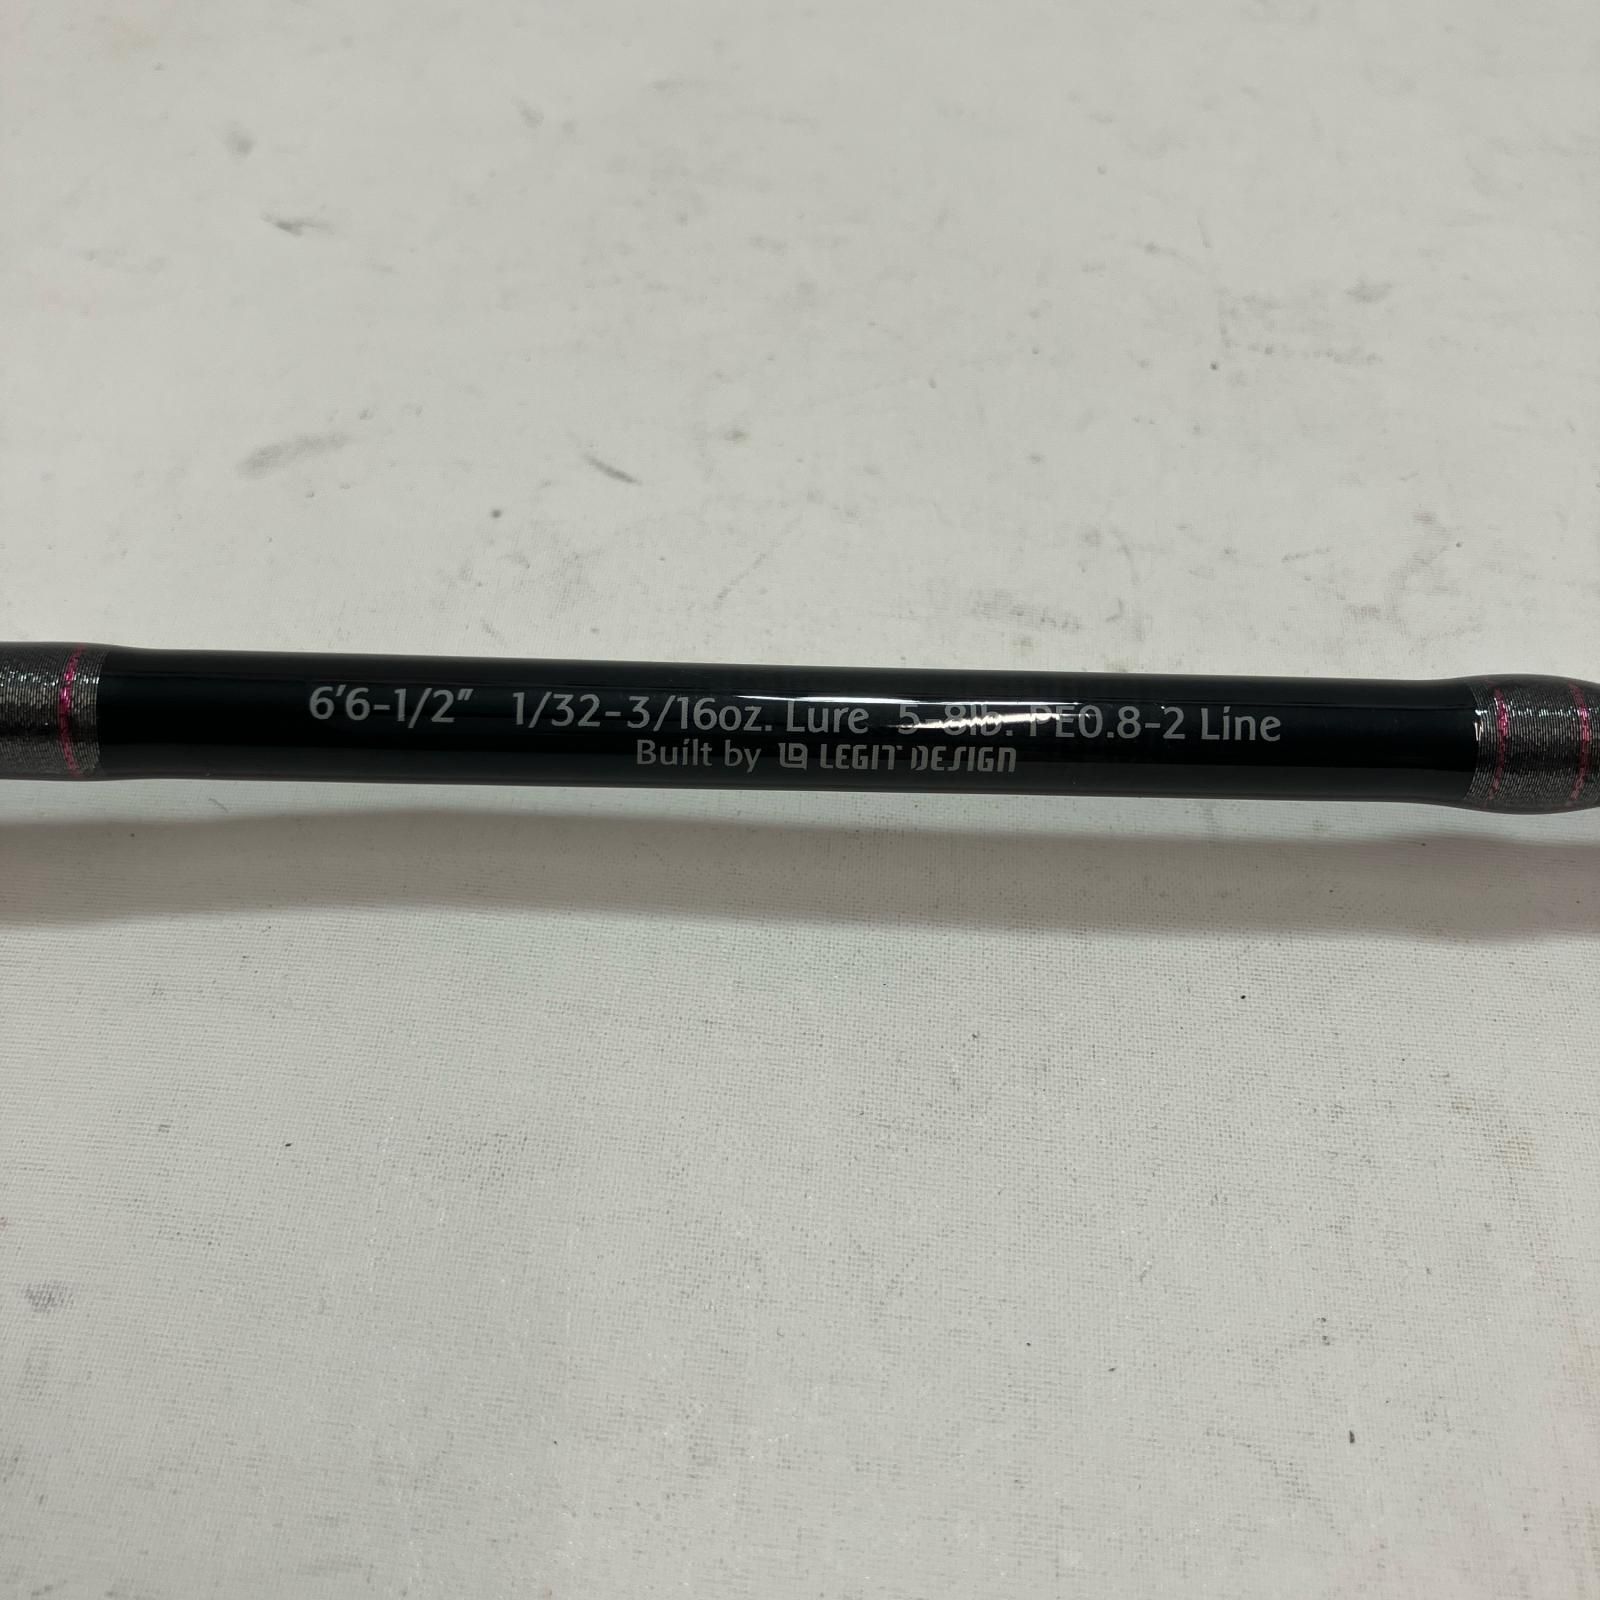 6'6-1/2" 1/32-3/16oz. Lure 5-8lb. PE0.8-2 Line
Built by LEGIT DESIGN